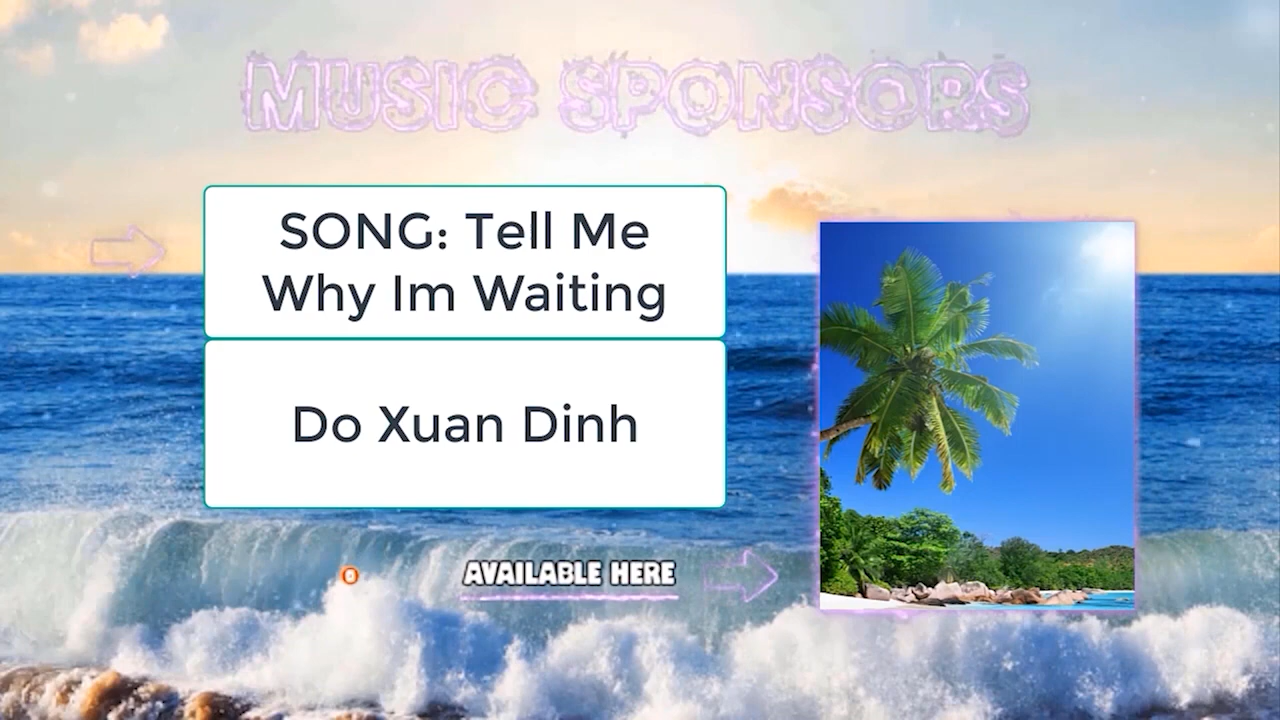 MUSIC SPONSORS
SONG: Tell Me
Why Im Waiting
Do Xuan Dinh
AVAILABLE HERE